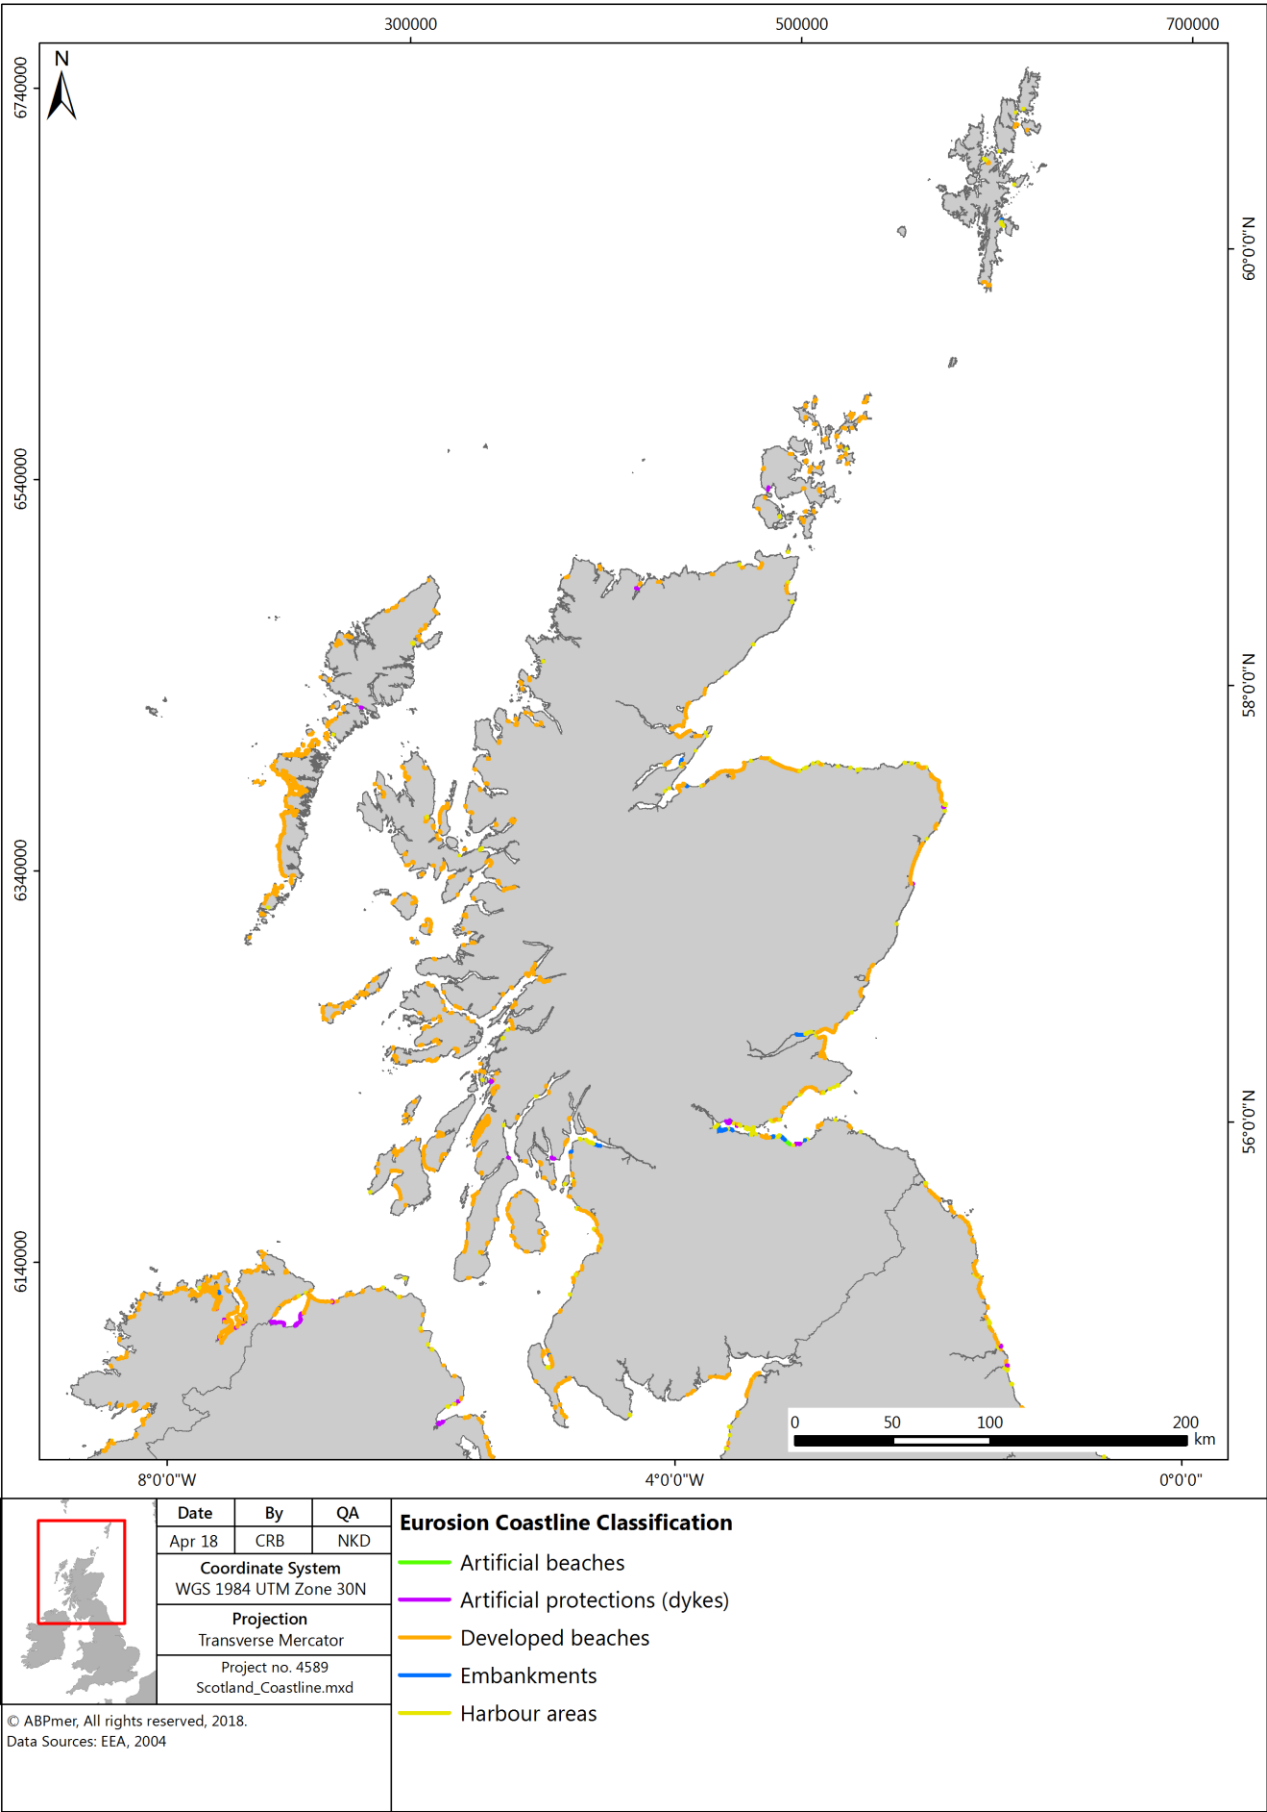 300000
500000
700000
N
6740000
6540000
6340000
6140000
60°0'0"N
58°0'0"N
56°0'0"N
0
50
100
200
km
8°0'0"W
4°0'0"W
0°0'0"
Date
By
QA
Apr 18
CRB
NKD
Coordinate System
WGS 1984 UTM Zone 30N
Projection
Transverse Mercator
Project no. 4589
Scotland_Coastline.mxd
© ABPmer, All rights reserved, 2018.
Data Sources: EEA, 2004
Eurosion Coastline Classification
Artificial beaches
Artificial protections (dykes)
Developed beaches
Embankments
Harbour areas